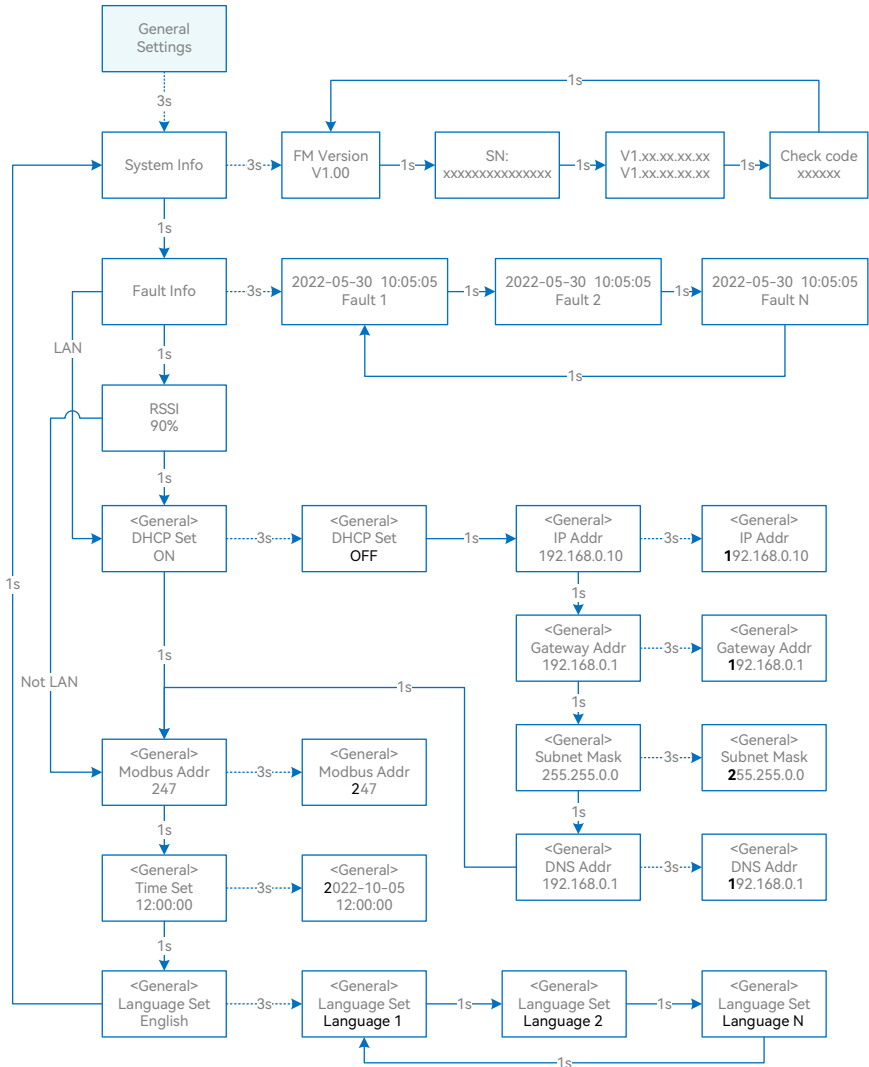 General
Settings
1s
3s
System Info
3s
FM Version
V1.00
1s
SN:
xxxxxxxxxxxxxxx
1s
V1.xx.xx.xx.xx
V1.xx.xx.xx.xx
1s
Check code
xxxxxx
1s
Fault Info
3s
2022-05-30 10:05:05
Fault 1
1s
2022-05-30 10:05:05
Fault 2
1s
2022-05-30 10:05:05
Fault N
LAN
1s
1s
RSSI
90%
1s
<General>
DHCP Set
ON
3s
<General>
DHCP Set
OFF
1s
<General>
IP Addr
192.168.0.10
3s
<General>
IP Addr
192.168.0.10
1s
1s
<General>
Gateway Addr
192.168.0.1
3s
<General>
Gateway Addr
192.168.0.1
1s
Not LAN
1s
1s
<General>
Subnet Mask
255.255.0.0
3s
<General>
Subnet Mask
255.255.0.0
<General>
Modbus Addr
247
3s
<General>
Modbus Addr
247
1s
1s
<General>
DNS Addr
192.168.0.1
3s
<General>
DNS Addr
192.168.0.1
<General>
Time Set
12:00:00
3s
<General>
2022-10-05
12:00:00
1s
<General>
Language Set
English
3s
<General>
Language Set
Language 1
1s
<General>
Language Set
Language 2
1s
<General>
Language Set
Language N
1s